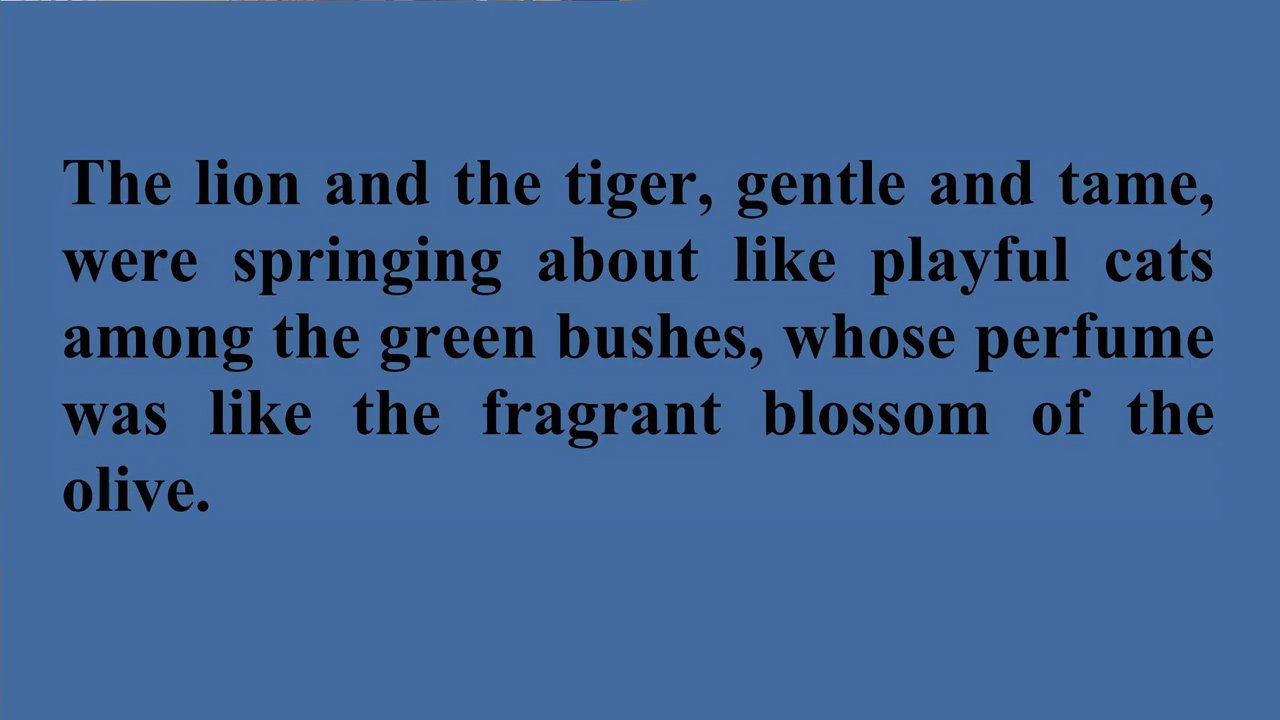 The lion and the tiger, gentle and tame,
were springing about like playful cats
among the green bushes, whose perfume
was like the fragrant blossom of the
olive.